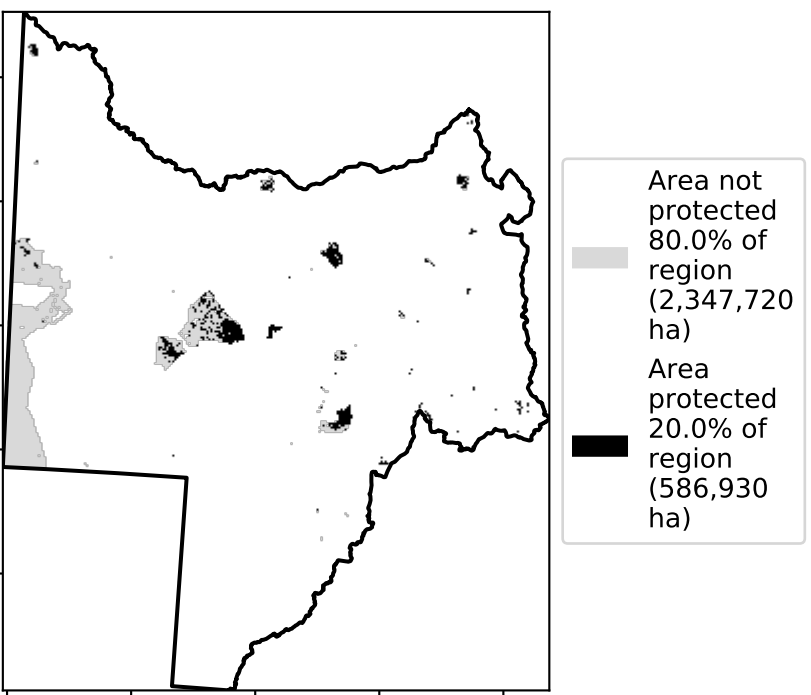 Area not
protected
80.0% of
region
(2,347,720
ha)
Area
protected
20.0% of
region
(586,930
ha)